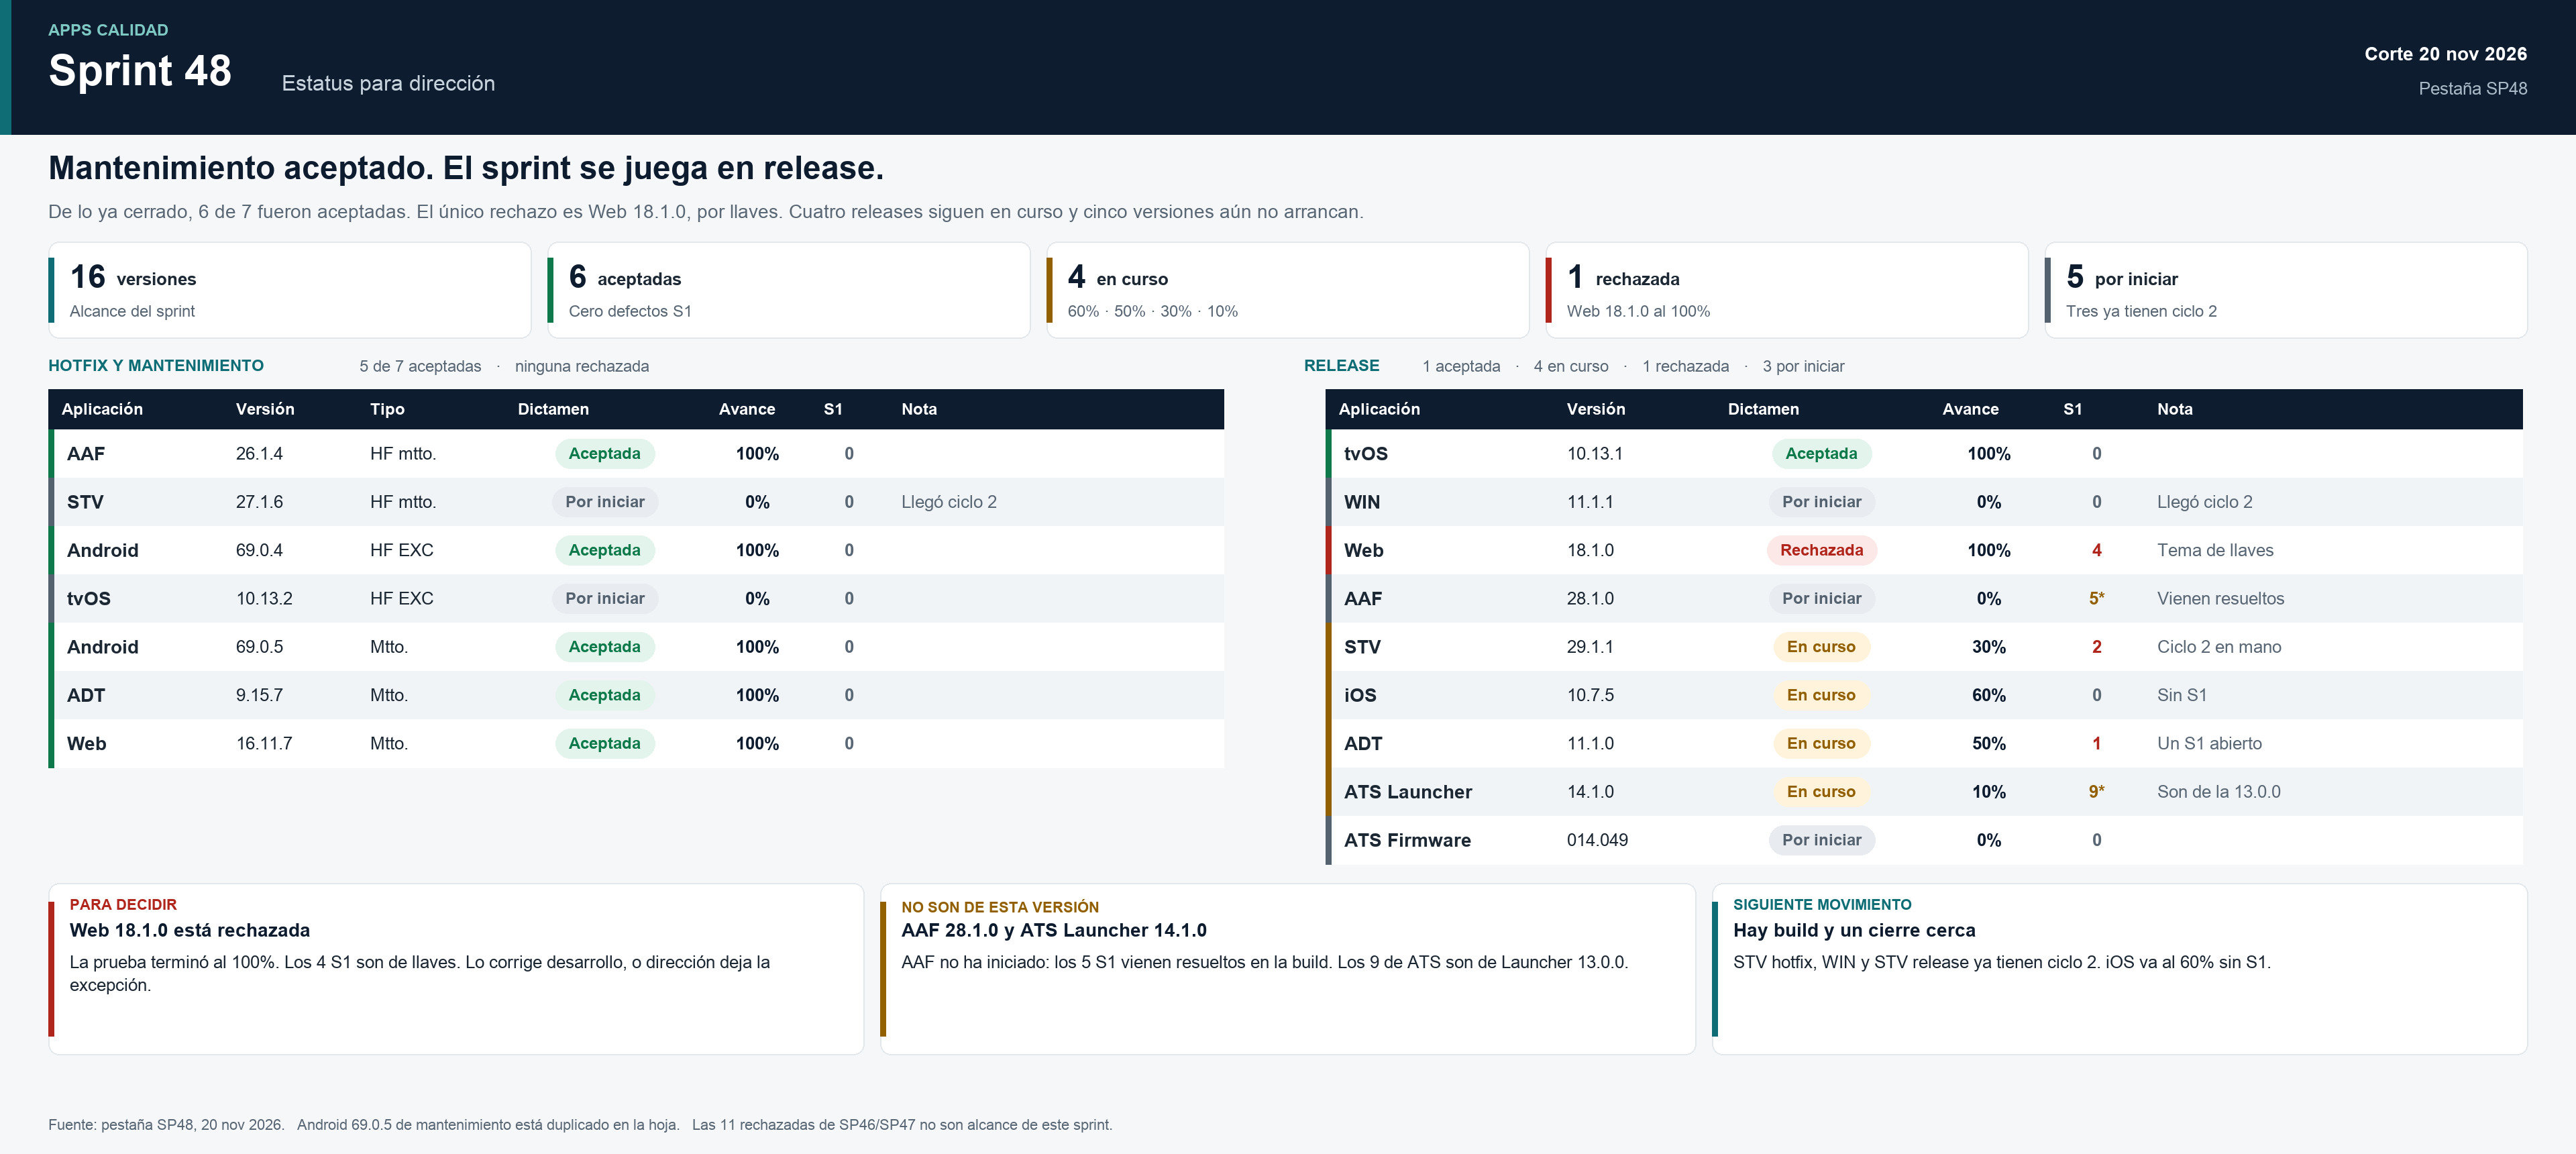 APPS CALIDAD
Sprint 48 Estatus para dirección
Corte 20 nov 2026
Pestaña SP48
Mantenimiento aceptado. El sprint se juega en release.
De lo ya cerrado, 6 de 7 fueron aceptadas. El único rechazo es Web 18.1.0, por llaves. Cuatro releases siguen en curso y cinco versiones aún no arrancan.
16 versiones
Alcance del sprint
6 aceptadas
Cero defectos S1
4 en curso
60% · 50% · 30% · 10%
1 rechazada
Web 18.1.0 al 100%
5 por iniciar
Tres ya tienen ciclo 2
HOTFIX Y MANTENIMIENTO 5 de 7 aceptadas · ninguna rechazada
Aplicación Versión Tipo Dictamen Avance S1 Nota
AAF 26.1.4 HF mtto. Aceptada 100% 0
STV 27.1.6 HF mtto. Por iniciar 0% 0 Llegó ciclo 2
Android 69.0.4 HF EXC Aceptada 100% 0
tvOS 10.13.2 HF EXC Por iniciar 0% 0
Android 69.0.5 Mtto. Aceptada 100% 0
ADT 9.15.7 Mtto. Aceptada 100% 0
Web 16.11.7 Mtto. Aceptada 100% 0
RELEASE 1 aceptada · 4 en curso · 1 rechazada · 3 por iniciar
Aplicación Versión Dictamen Avance S1 Nota
tvOS 10.13.1 Aceptada 100% 0
WIN 11.1.1 Por iniciar 0% 0 Llegó ciclo 2
Web 18.1.0 Rechazada 100% 4 Tema de llaves
AAF 28.1.0 Por iniciar 0% 5* Vienen resueltos
STV 29.1.1 En curso 30% 2 Ciclo 2 en mano
iOS 10.7.5 En curso 60% 0 Sin S1
ADT 11.1.0 En curso 50% 1 Un S1 abierto
ATS Launcher 14.1.0 En curso 10% 9* Son de la 13.0.0
ATS Firmware 014.049 Por iniciar 0% 0
PARA DECIDIR
Web 18.1.0 está rechazada
La prueba terminó al 100%. Los 4 S1 son de llaves. Lo corrige desarrollo, o dirección deja la
excepción.
NO SON DE ESTA VERSIÓN
AAF 28.1.0 y ATS Launcher 14.1.0
AAF no ha iniciado: los 5 S1 vienen resueltos en la build. Los 9 de ATS son de Launcher 13.0.0.
SIGUIENTE MOVIMIENTO
Hay build y un cierre cerca
STV hotfix, WIN y STV release ya tienen ciclo 2. iOS va al 60% sin S1.
Fuente: pestaña SP48, 20 nov 2026. Android 69.0.5 de mantenimiento está duplicado en la hoja. Las 11 rechazadas de SP46/SP47 no son alcance de este sprint.